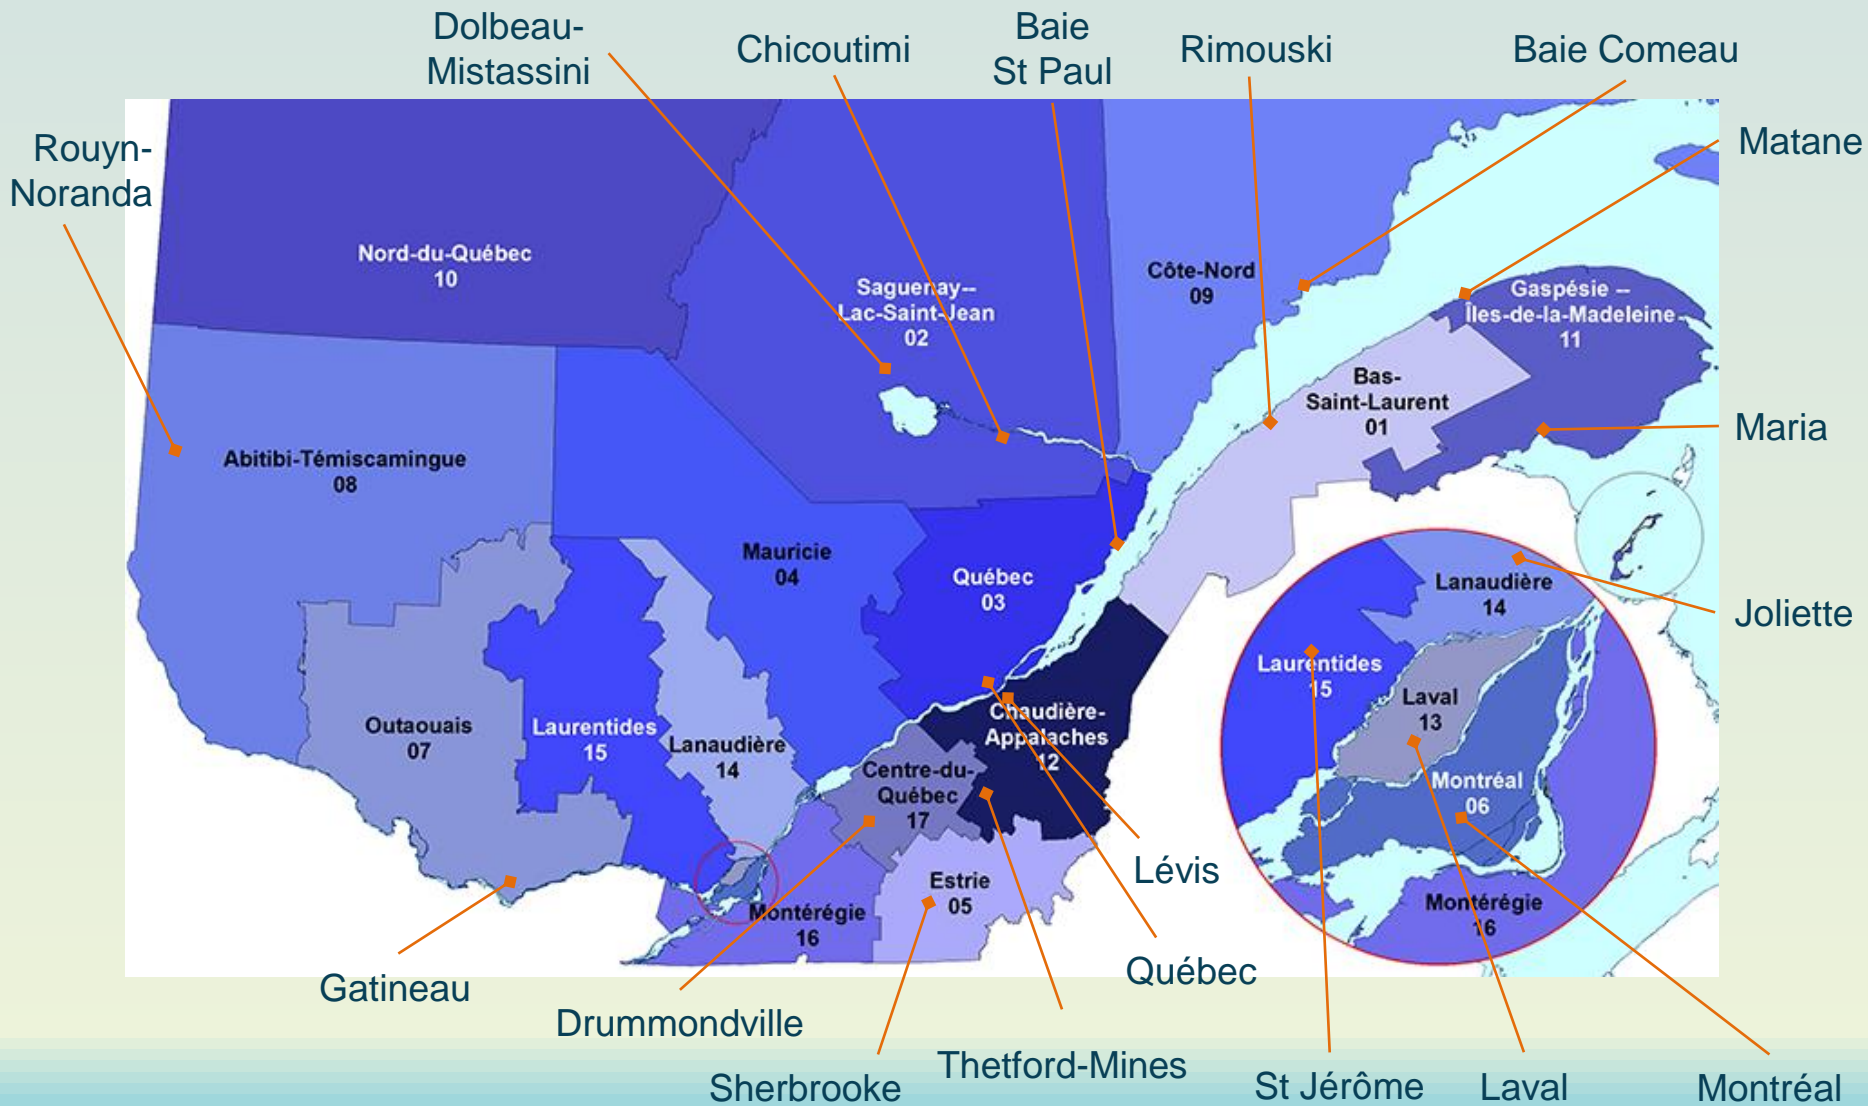 Dolbeau-
Mistassini
Chicoutimi
Baie
St Paul
Rimouski
Baie Comeau
Matane
Rouyn-
Noranda
Nord-du-Québec
10
Saguenay--
Lac-Saint-Jean
02
Côte-Nord
09
Gaspésie --
Îles-de-la-Madeleine
11
Bas-
Saint-Laurent
01
Maria
Abitibi-Témiscamingue
08
Mauricie
04
Québec
03
Lanaudière
14
Joliette
Laurentides
15
Laval
13
Outaouais
07
Laurentides
15
Lanaudière
14
Chaudière-
Appalaches
12
Centre-du-
Québec
17
Montréal
06
Lévis
Estrie
05
Montérégie
16
Montérégie
16
Québec
Gatineau
Drummondville
Thetford-Mines
Sherbrooke
St Jérôme
Laval
Montréal